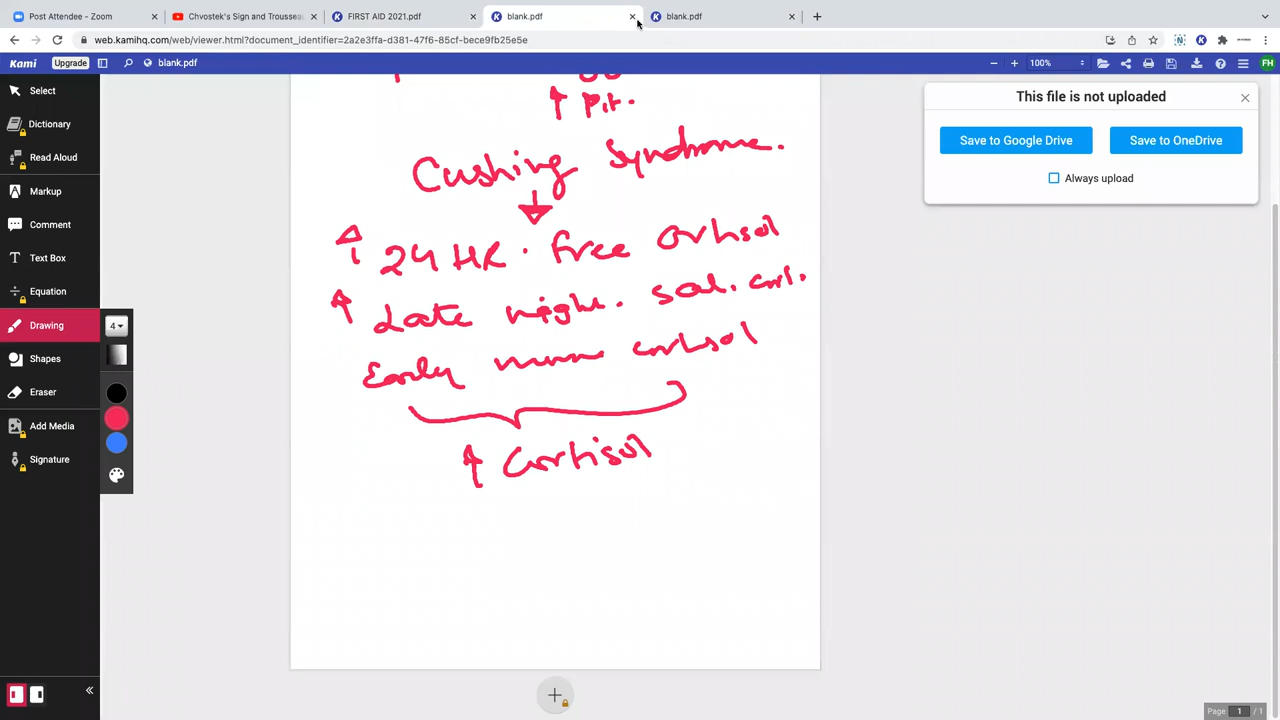 Post Attendee - Zoom
Chvostek's Sign and Trousseau
FIRST AID 2021.pdf
blank.pdf
blank.pdf
web.kamihq.com/web/viewer.html?document_identifier=2a2e3ffa-d381-47f6-85cf-bece9fb25e5e
Kami
Upgrade
blank.pdf
100%
FH
Select
Dictionary
Read Aloud
Markup
Comment
Text Box
Equation
Drawing
4
Shapes
Eraser
Add Media
Signature
This file is not uploaded
Save to Google Drive
Save to OneDrive
Always upload
↑ Pit.
Cushing Syndrome.
↑ 24 HR. free Cortisol
↑ Late night. sal. cort.
Early morn cortisol
↑ Cortisol
Page 1 / 1